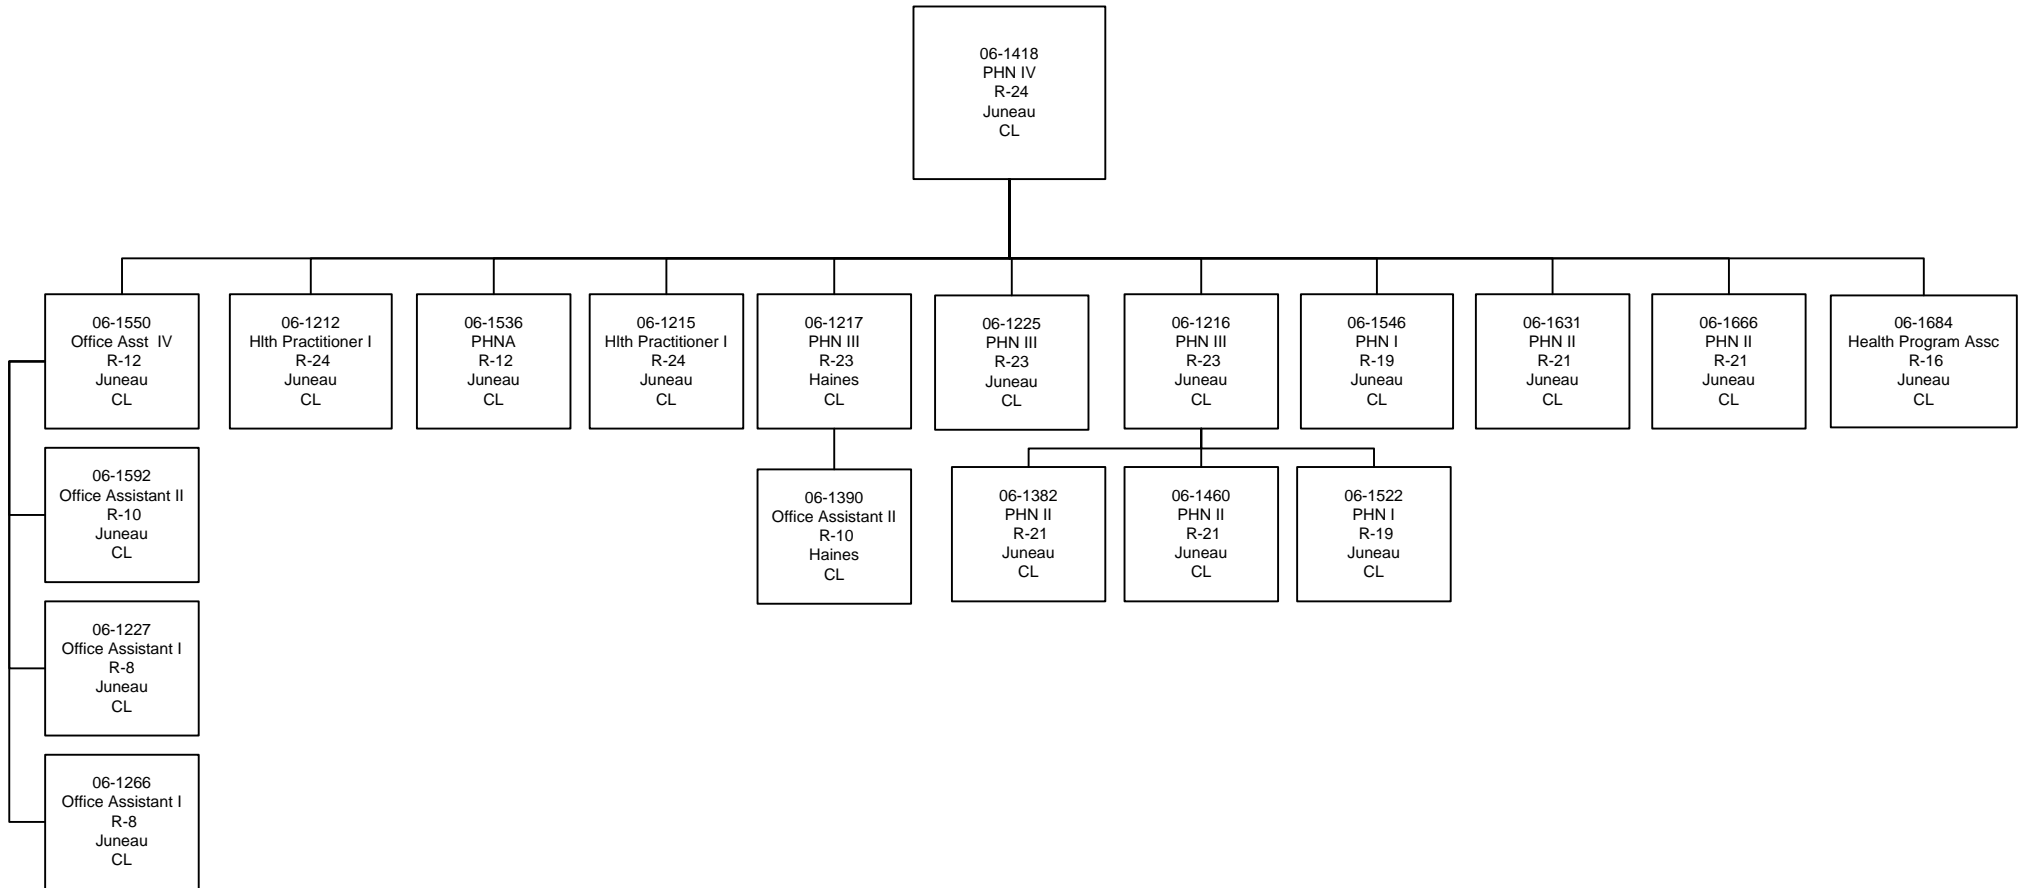 06-1418
PHN IV
R-24
Juneau
CL
06-1550
Office Asst  IV
R-12
Juneau
CL
06-1212
Hlth Practitioner I
R-24
Juneau
CL
06-1536
PHNA
R-12
Juneau
CL
06-1215
Hlth Practitioner I
R-24
Juneau
CL
06-1217
PHN III
R-23
Haines
CL
06-1225
PHN III
R-23
Juneau
CL
06-1216
PHN III
R-23
Juneau
CL
06-1546
PHN I
R-19
Juneau
CL
06-1631
PHN II
R-21
Juneau
CL
06-1666
PHN II
R-21
Juneau
CL
06-1684
Health Program Assc
R-16
Juneau
CL
06-1592
Office Assistant II
R-10
Juneau
CL
06-1390
Office Assistant II
R-10
Haines
CL
06-1382
PHN II
R-21
Juneau
CL
06-1460
PHN II
R-21
Juneau
CL
06-1522
PHN I
R-19
Juneau
CL
06-1227
Office Assistant I
R-8
Juneau
CL
06-1266
Office Assistant I
R-8
Juneau
CL